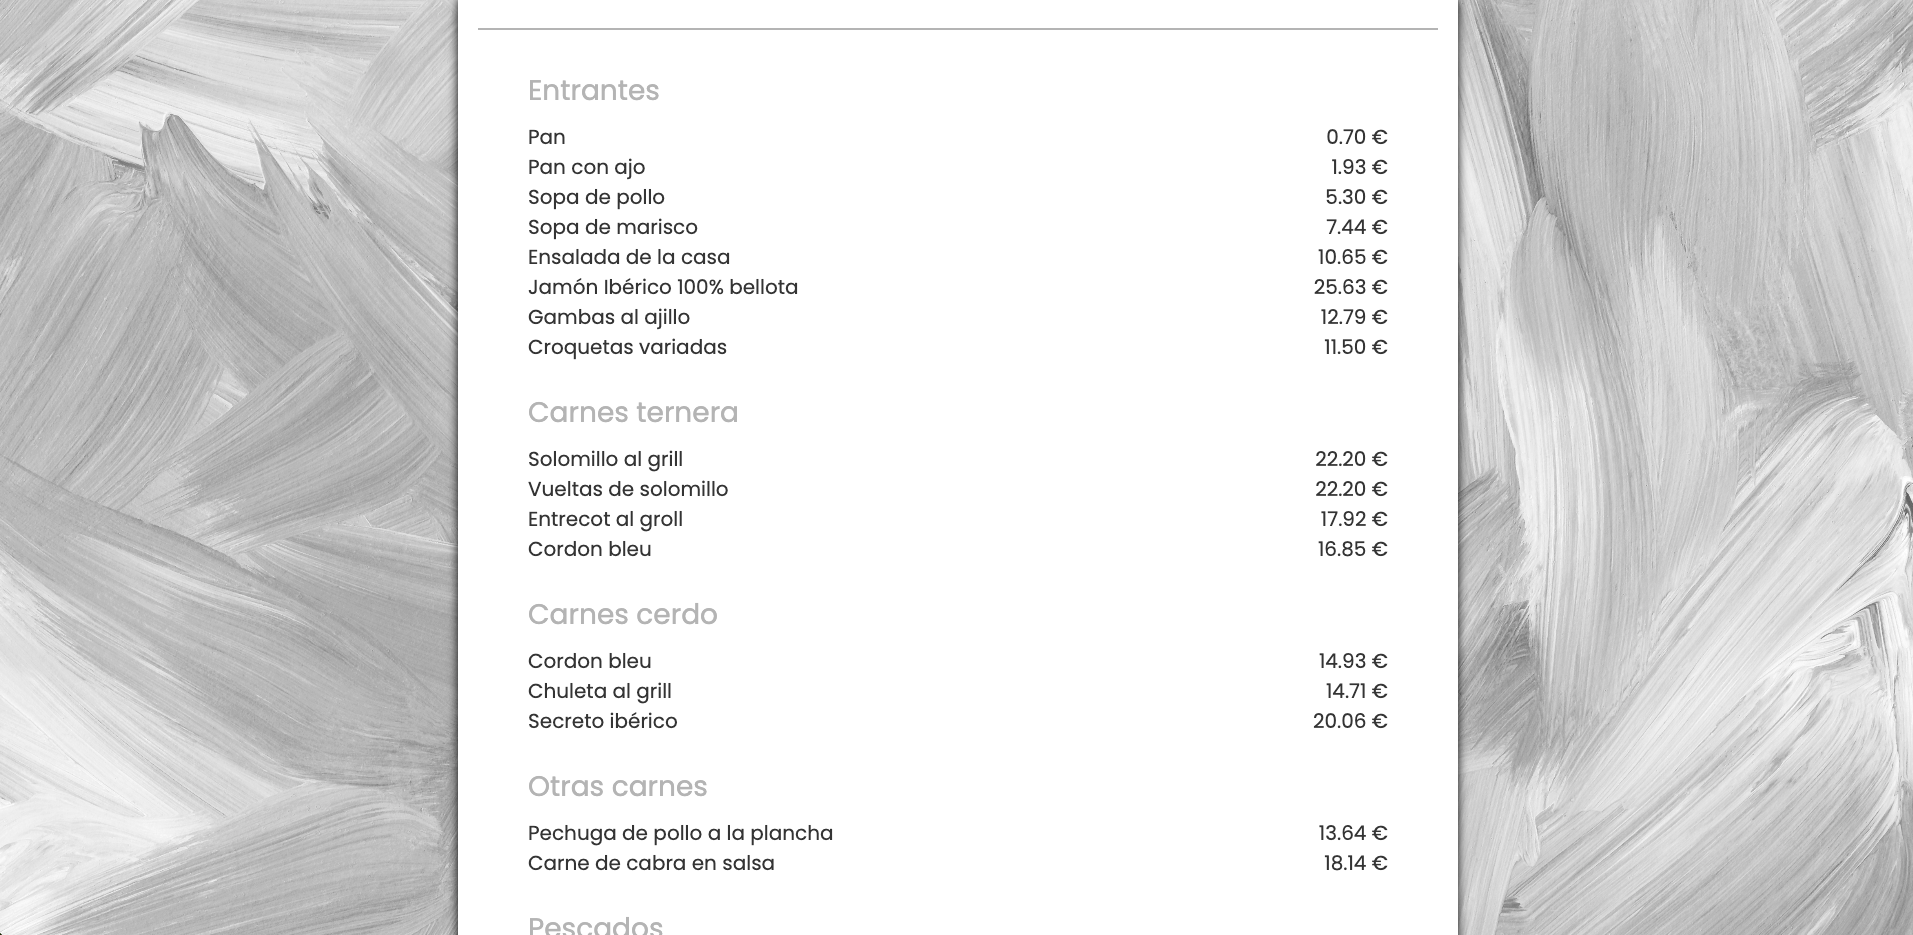 Entrantes
Pan 0.70 €
Pan con ajo 1.93 €
Sopa de pollo 5.30 €
Sopa de marisco 7.44 €
Ensalada de la casa 10.65 €
Jamón Ibérico 100% bellota 25.63 €
Gambas al ajillo 12.79 €
Croquetas variadas 11.50 €
Carnes ternera
Solomillo al grill 22.20 €
Vueltas de solomillo 22.20 €
Entrecot al groll 17.92 €
Cordon bleu 16.85 €
Carnes cerdo
Cordon bleu 14.93 €
Chuleta al grill 14.71 €
Secreto ibérico 20.06 €
Otras carnes
Pechuga de pollo a la plancha 13.64 €
Carne de cabra en salsa 18.14 €
Pescados